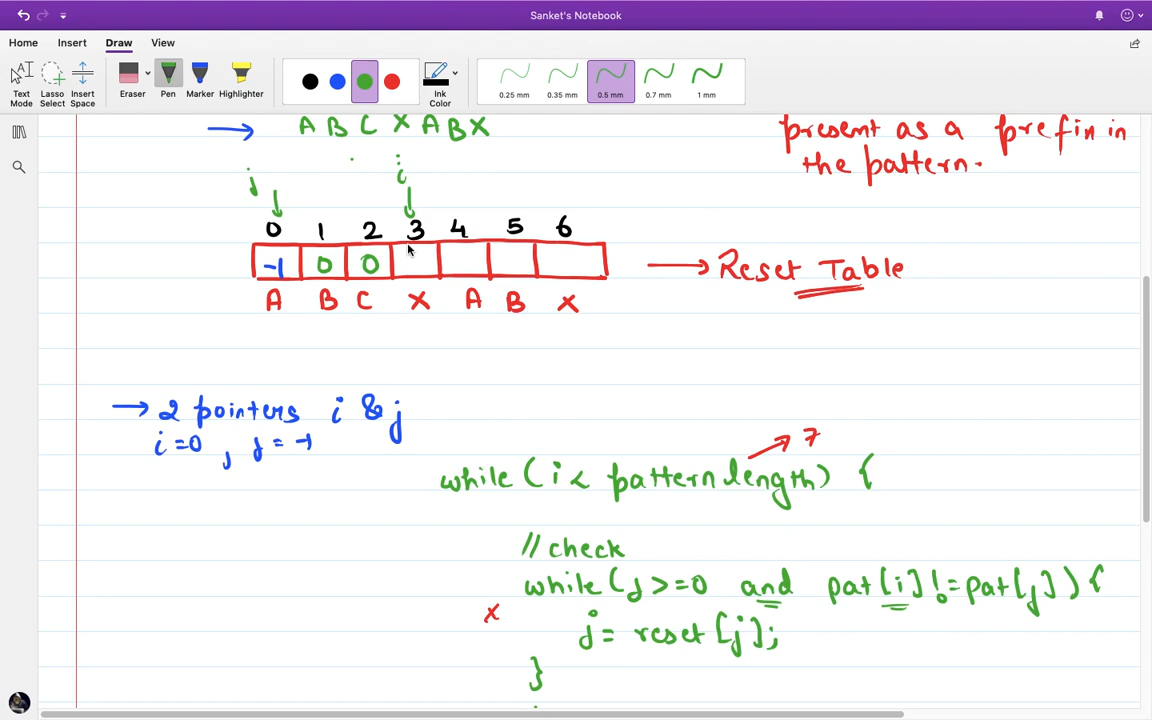 Sanket's Notebook
Home Insert Draw View
Text Mode Lasso Select Insert Space Eraser Pen Marker Highlighter Ink Color 0.25 mm 0.35 mm 0.5 mm 0.7 mm 1 mm
→ A B C X A B X
present as a prefix in
the pattern.
j i
0 1 2 3 4 5 6
-1 0 0 → Reset Table
A B C X A B X
→ 2 pointers i & j
i = 0 , j = -1
7
while ( i < pattern length ) {
// check
while ( j >= 0 and pat[i] != pat[j] ) {
x
j = reset [j];
}